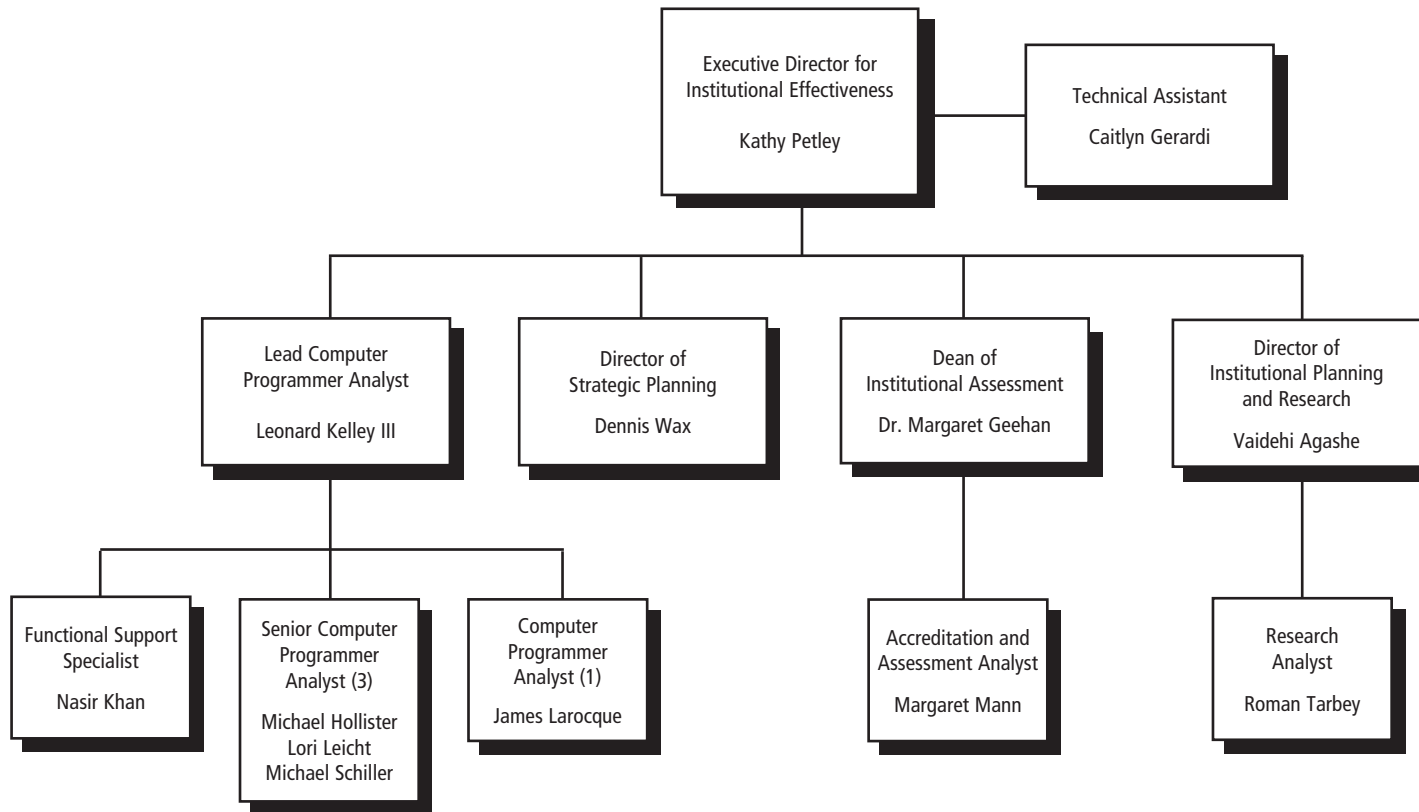 Executive Director for
Institutional Effectiveness
Kathy Petley
Technical Assistant
Caitlyn Gerardi
Lead Computer
Programmer Analyst
Leonard Kelley III
Director of
Strategic Planning
Dennis Wax
Dean of
Institutional Assessment
Dr. Margaret Geehan
Director of
Institutional Planning
and Research
Vaidehi Agashe
Functional Support
Specialist
Nasir Khan
Senior Computer
Programmer
Analyst (3)
Michael Hollister
Lori Leicht
Michael Schiller
Computer
Programmer
Analyst (1)
James Larocque
Accreditation and
Assessment Analyst
Margaret Mann
Research
Analyst
Roman Tarbey